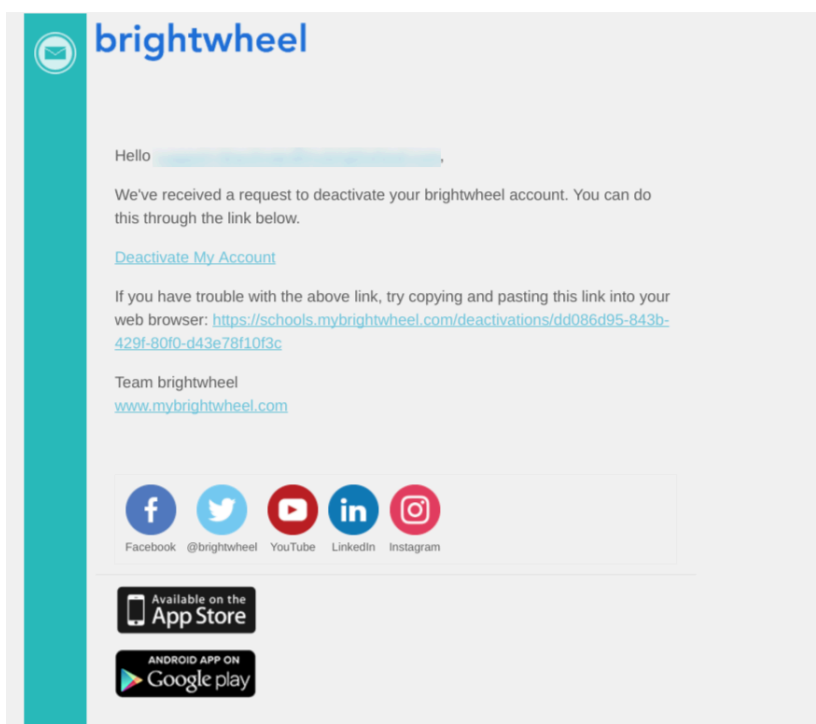 brightwheel
Hello ,
We've received a request to deactivate your brightwheel account. You can do
this through the link below.
Deactivate My Account
If you have trouble with the above link, try copying and pasting this link into your
web browser: https://schools.mybrightwheel.com/deactivations/dd086d95-843b-
429f-80f0-d43e78f10f3c
Team brightwheel
www.mybrightwheel.com
Facebook @brightwheel YouTube LinkedIn Instagram
Available on the
App Store
ANDROID APP ON
Google play